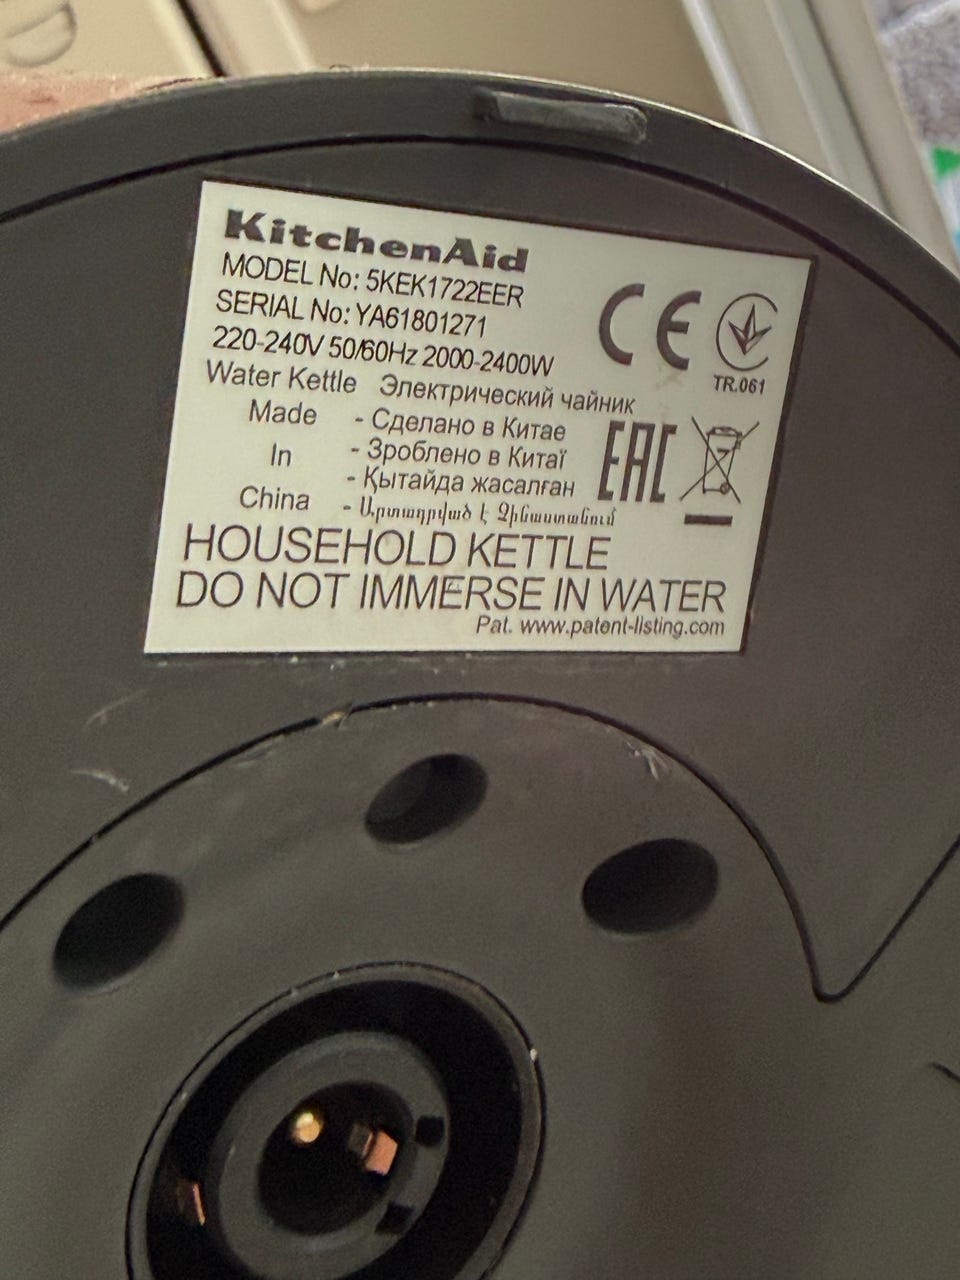 KitchenAid
MODEL No: 5KEK1722EER
SERIAL No: YA61801271
220-240V 50/60Hz 2000-2400W
Water Kettle Электрический чайник
Made - Сделано в Китае
In - Зроблено в Китаї
- Қытайда жасалған
China - Արտադրված է Չինաստանում
CE
TR.061
EAC
HOUSEHOLD KETTLE
DO NOT IMMERSE IN WATER
Pat. www.patent-listing.com